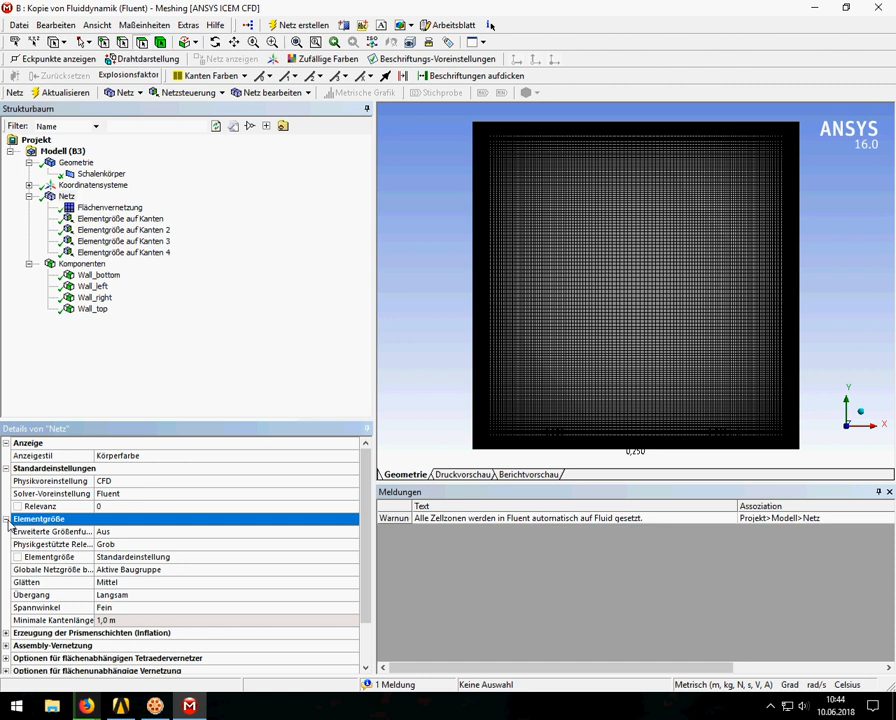 B : Kopie von Fluiddynamik (Fluent) - Meshing [ANSYS ICEM CFD]
Datei Bearbeiten Ansicht Maßeinheiten Extras Hilfe Netz erstellen Arbeitsblatt
Eckpunkte anzeigen Drahtdarstellung Netz anzeigen Zufällige Farben Beschriftungs-Voreinstellungen
Zurücksetzen Explosionsfaktor Kanten Farben Beschriftungen aufdicken
Netz Aktualisieren Netz Netzsteuerung Netz bearbeiten Metrische Grafik Stichprobe
Strukturbaum
Filter: Name
Projekt
Modell (B3)
Geometrie
Schalenkörper
Koordinatensysteme
Netz
Flächenvernetzung
Elementgröße auf Kanten
Elementgröße auf Kanten 2
Elementgröße auf Kanten 3
Elementgröße auf Kanten 4
Komponenten
Wall_bottom
Wall_left
Wall_right
Wall_top
Details von "Netz"
Anzeige
Anzeigestil Körperfarbe
Standardeinstellungen
Physikvoreinstellung CFD
Solver-Voreinstellung Fluent
Relevanz 0
Elementgröße
Erweiterte Größenfu... Aus
Physikgestützte Rele... Grob
Elementgröße Standardeinstellung
Globale Netzgröße b... Aktive Baugruppe
Glätten Mittel
Übergang Langsam
Spannwinkel Fein
Minimale Kantenlänge 1,0 m
Erzeugung der Prismenschichten (Inflation)
Assembly-Vernetzung
Optionen für flächenabhängigen Tetraedervernetzer
Optionen für flächenunabhängige Vernetzung
ANSYS
16.0
0,250
Y
X
Geometrie Druckvorschau Berichtvorschau
Meldungen
Text Assoziation
Warnun Alle Zellzonen werden in Fluent automatisch auf Fluid gesetzt. Projekt>Modell>Netz
1 Meldung Keine Auswahl Metrisch (m, kg, N, s, V, A) Grad rad/s Celsius
10:44
10.06.2018